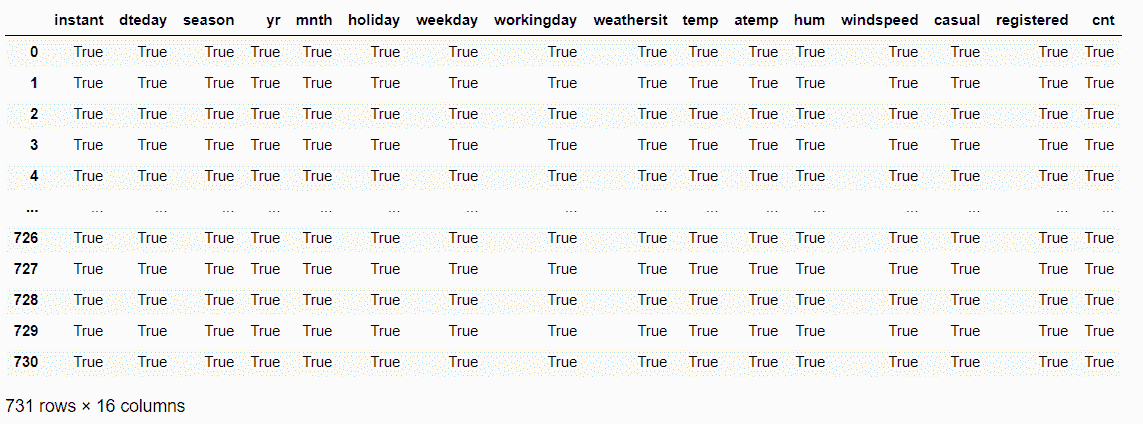 instant dteday season yr mnth holiday weekday workingday weathersit temp atemp hum windspeed casual registered cnt
0 True True True True True True True True True True True True True True True True
1 True True True True True True True True True True True True True True True True
2 True True True True True True True True True True True True True True True True
3 True True True True True True True True True True True True True True True True
4 True True True True True True True True True True True True True True True True
... ... ... ... ... ... ... ... ... ... ... ... ... ... ... ... ...
726 True True True True True True True True True True True True True True True True
727 True True True True True True True True True True True True True True True True
728 True True True True True True True True True True True True True True True True
729 True True True True True True True True True True True True True True True True
730 True True True True True True True True True True True True True True True True
731 rows × 16 columns